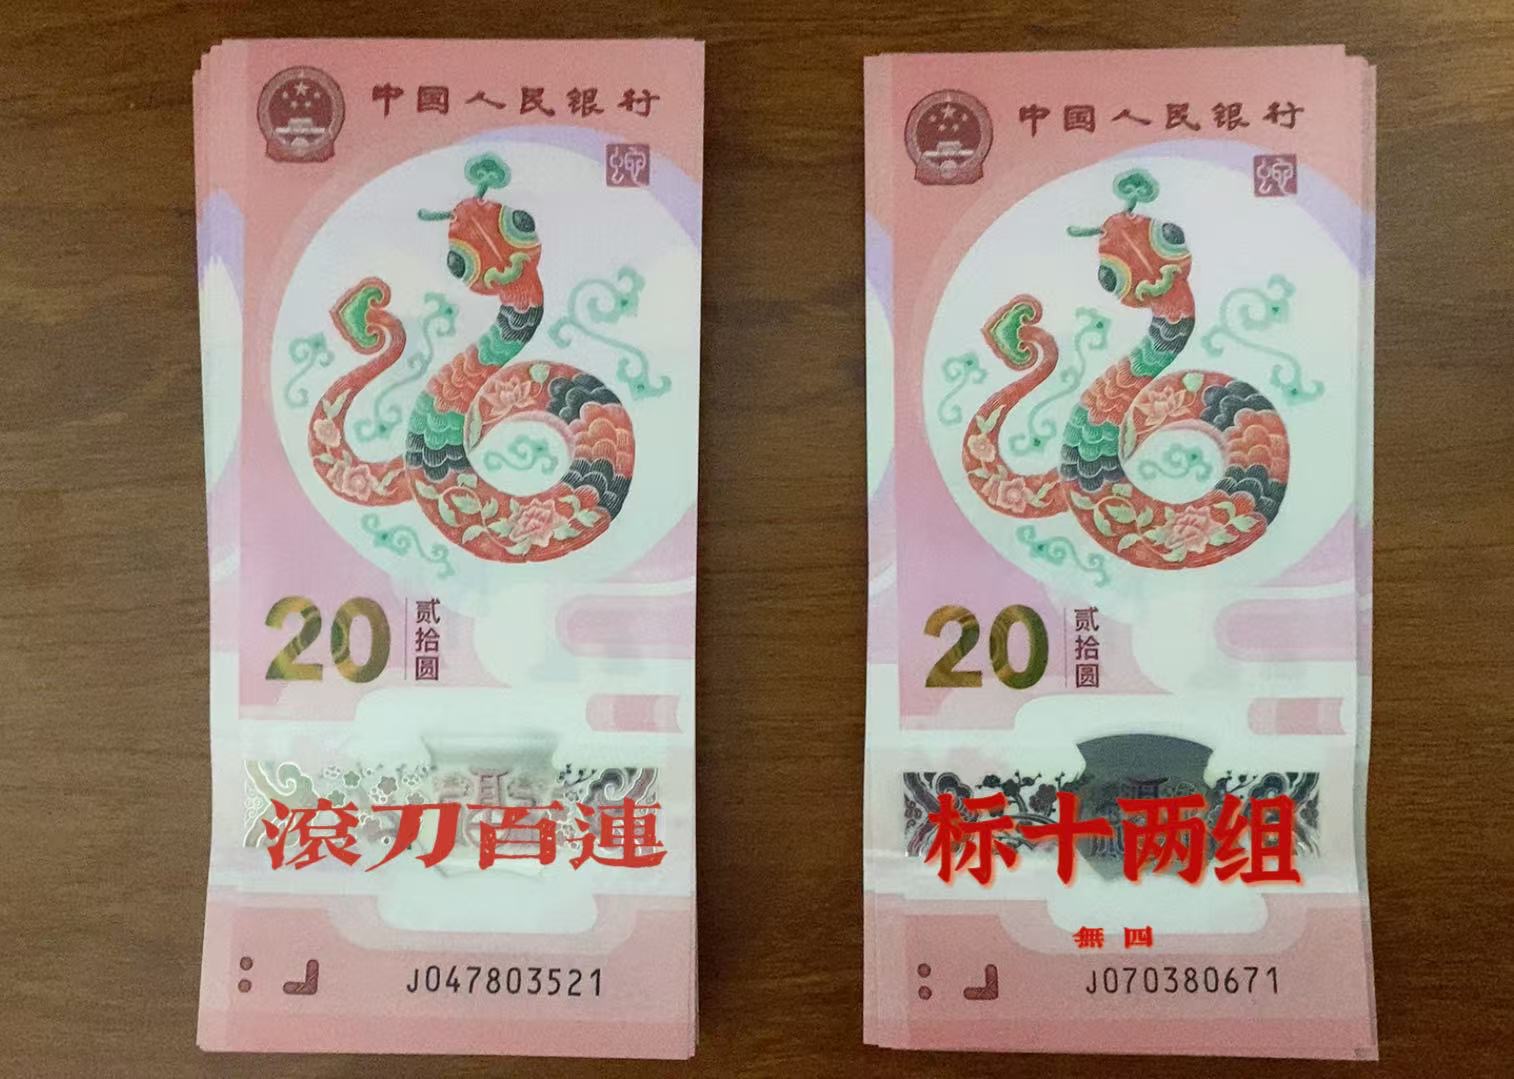 中国人民银行
蛇
20
贰拾圆
滾刀百連
J047803521
中国人民银行
蛇
20
贰拾圆
标十两组
無四
J070380671